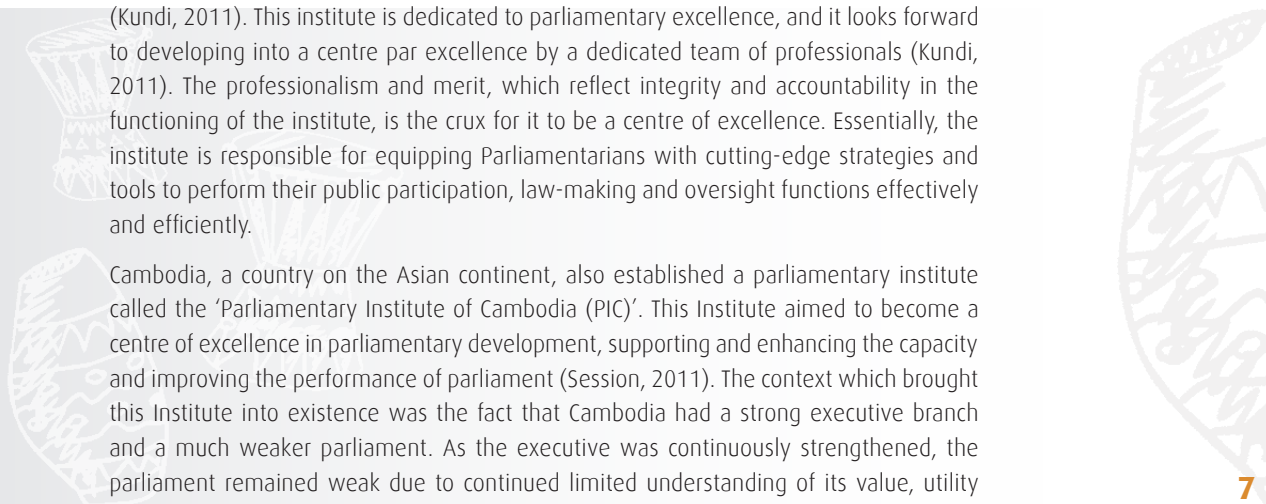 (Kundi, 2011). This institute is dedicated to parliamentary excellence, and it looks forward
to developing into a centre par excellence by a dedicated team of professionals (Kundi,
2011). The professionalism and merit, which reflect integrity and accountability in the
functioning of the institute, is the crux for it to be a centre of excellence. Essentially, the
institute is responsible for equipping Parliamentarians with cutting-edge strategies and
tools to perform their public participation, law-making and oversight functions effectively
and efficiently.
Cambodia, a country on the Asian continent, also established a parliamentary institute
called the ‘Parliamentary Institute of Cambodia (PIC)’. This Institute aimed to become a
centre of excellence in parliamentary development, supporting and enhancing the capacity
and improving the performance of parliament (Session, 2011). The context which brought
this Institute into existence was the fact that Cambodia had a strong executive branch
and a much weaker parliament. As the executive was continuously strengthened, the
parliament remained weak due to continued limited understanding of its value, utility
7